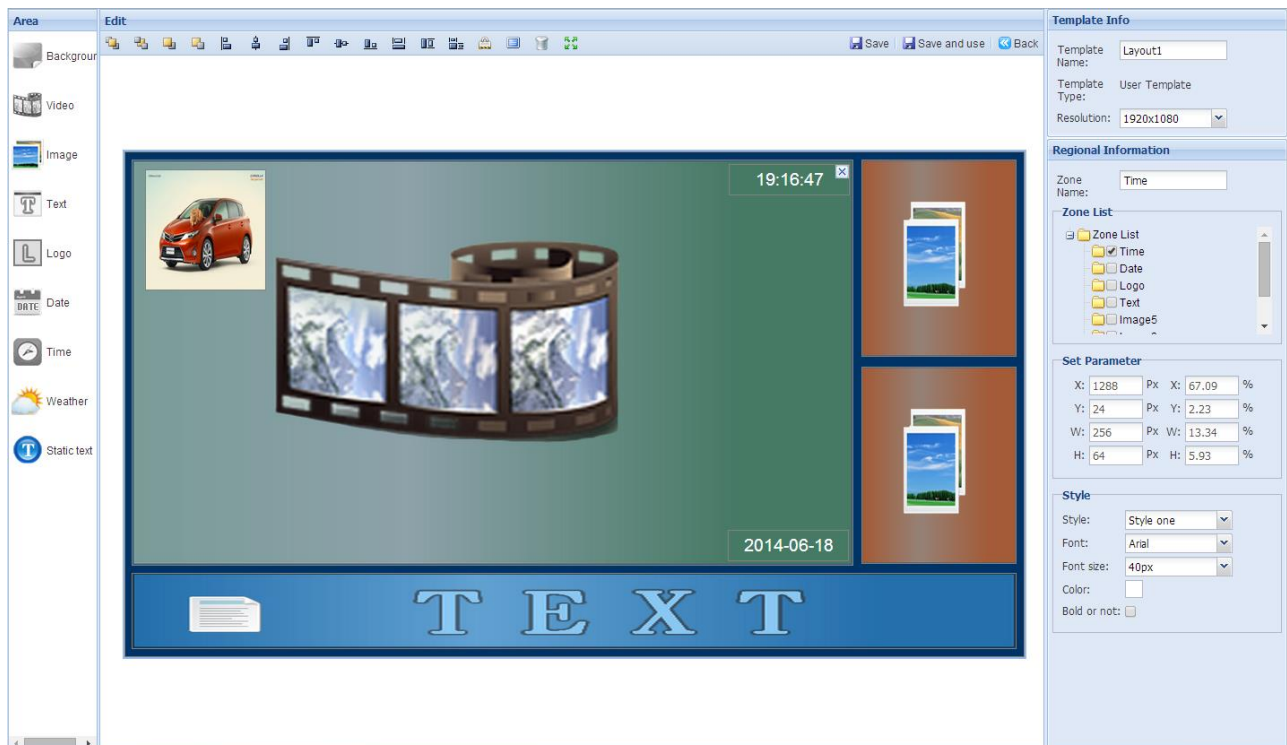 Area
Edit
Template Info
Save
Save and use
Back
Backgroun
Video
Image
Text
Logo
DATE
Date
Time
Weather
Static text
19:16:47
2014-06-18
TEXT
Template Name:
Layout1
Template Type:
User Template
Resolution:
1920x1080
Regional Information
Zone Name:
Time
Zone List
Zone List
Time
Date
Logo
Text
Image5
Set Parameter
X: 1288 Px X: 67.09 %
Y: 24 Px Y: 2.23 %
W: 256 Px W: 13.34 %
H: 64 Px H: 5.93 %
Style
Style: Style one
Font: Arial
Font size: 40px
Color:
Bold or not: